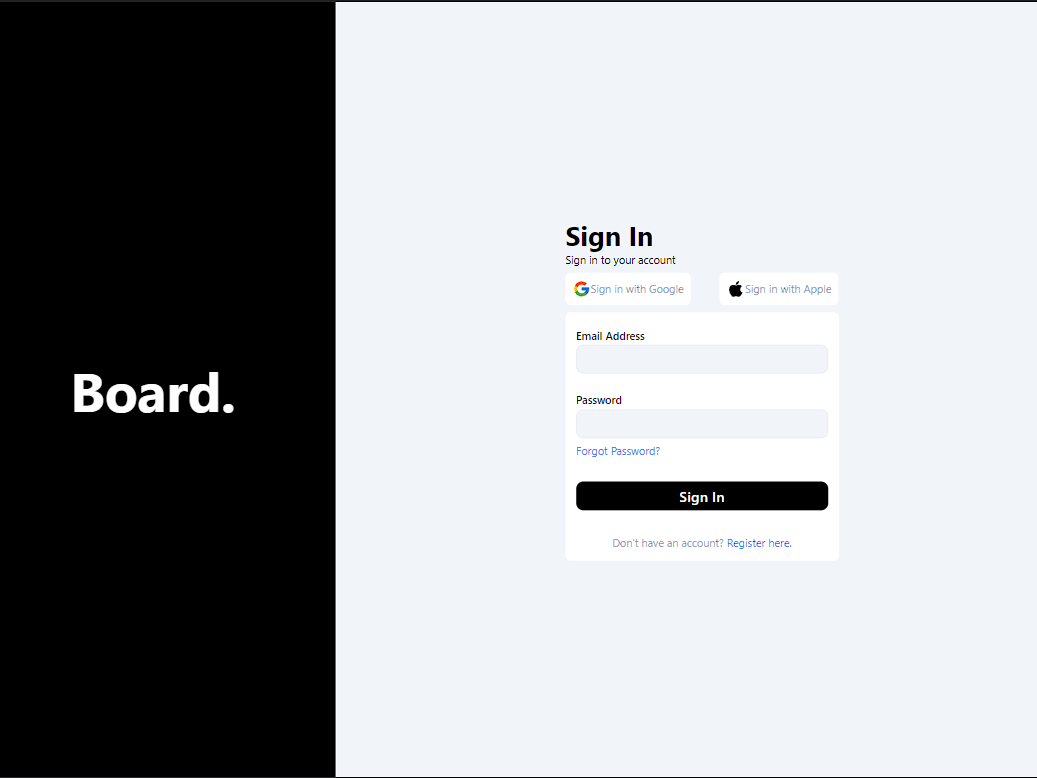 Board.
Sign In
Sign in to your account
Sign in with Google
Sign in with Apple
Email Address
Password
Forgot Password?
Sign In
Don't have an account? Register here.